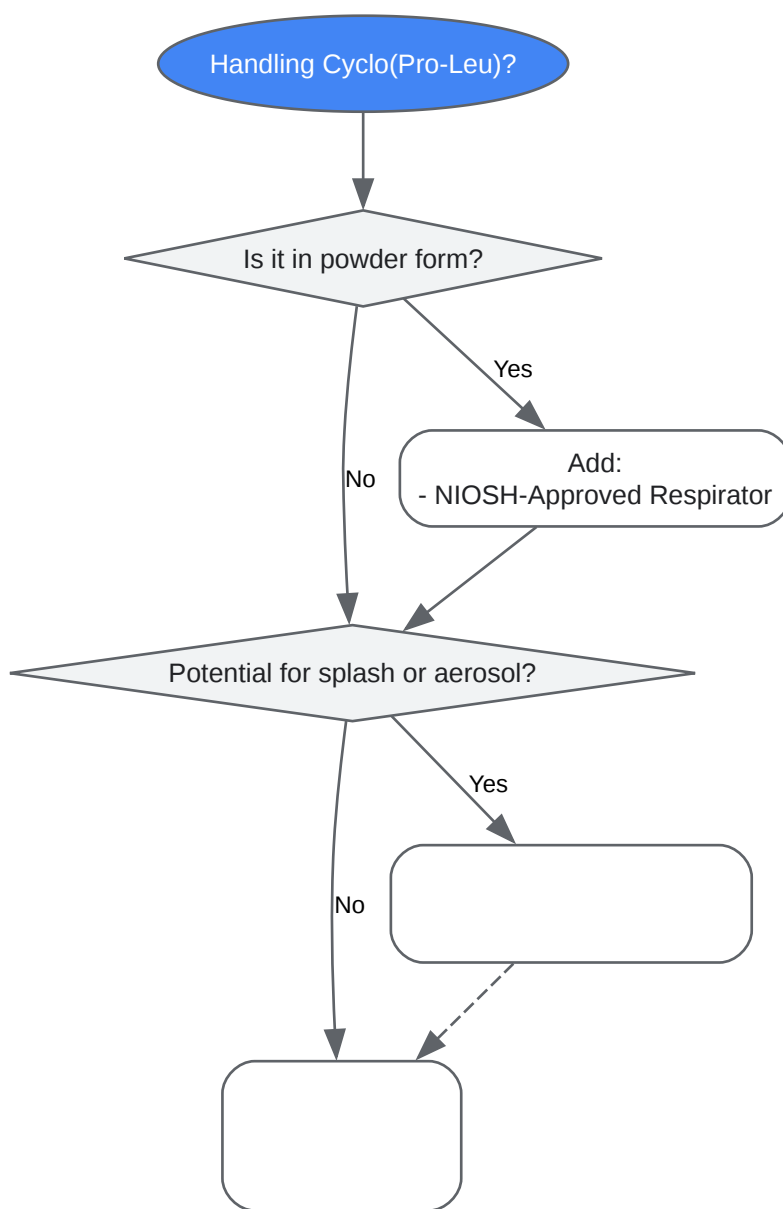 Handling Cyclo(Pro-Leu)?
Is it in powder form?
Yes
Add:
- NIOSH-Approved Respirator
No
Potential for splash or aerosol?
Yes
No